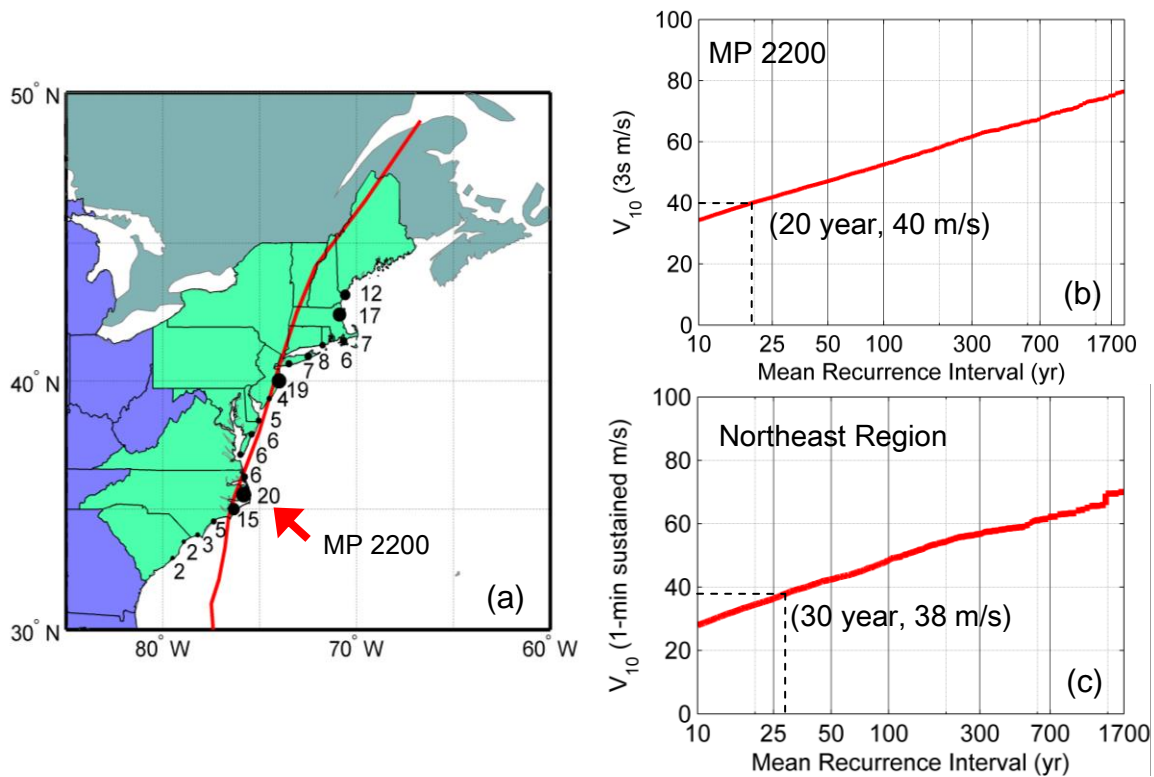 50° N
40° N
30° N
80° W
70° W
60° W
12
17
7
6
8
7
19
4
5
6
6
6
20
15
5
3
2
2
MP 2200
(a)
MP 2200
V10 (3s m/s)
100
80
60
40
20
0
(20 year, 40 m/s)
(b)
10
25
50
100
300
700
1700
Mean Recurrence Interval (yr)
Northeast Region
V10 (1-min sustained m/s)
100
80
60
40
20
0
(30 year, 38 m/s)
(c)
10
25
50
100
300
700
1700
Mean Recurrence Interval (yr)